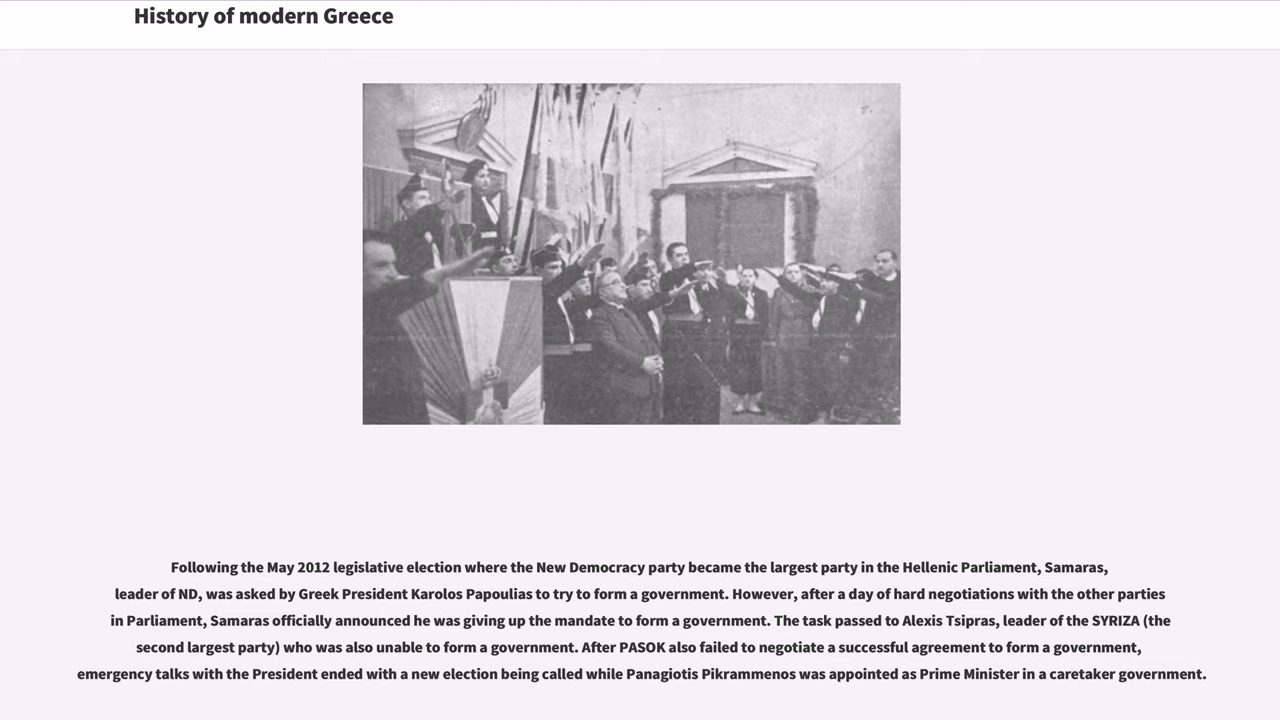 History of modern Greece
Following the May 2012 legislative election where the New Democracy party became the largest party in the Hellenic Parliament, Samaras,
leader of ND, was asked by Greek President Karolos Papoulias to try to form a government. However, after a day of hard negotiations with the other parties
in Parliament, Samaras officially announced he was giving up the mandate to form a government. The task passed to Alexis Tsipras, leader of the SYRIZA (the
second largest party) who was also unable to form a government. After PASOK also failed to negotiate a successful agreement to form a government,
emergency talks with the President ended with a new election being called while Panagiotis Pikrammenos was appointed as Prime Minister in a caretaker government.